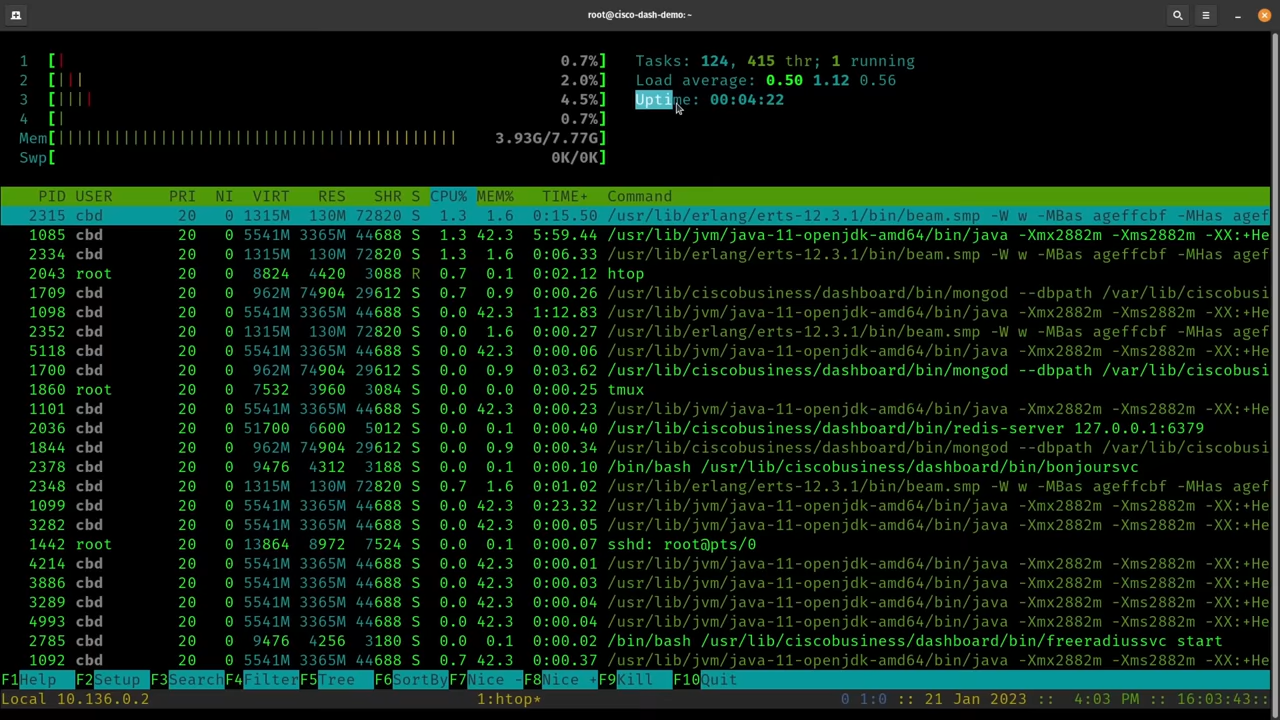 root@cisco-dash-demo: ~
1 [| 0.7%] Tasks: 124, 415 thr; 1 running
2 [||| 2.0%] Load average: 0.50 1.12 0.56
3 [|||| 4.5%] Uptime: 00:04:22
4 [| 0.7%]
Mem[||||||||||||||||||||||||||||||||||||||||||||||||| 3.93G/7.77G]
Swp[ 0K/0K]
PID USER PRI NI VIRT RES SHR S CPU% MEM% TIME+ Command
2315 cbd 20 0 1315M 130M 72820 S 1.3 1.6 0:15.50 /usr/lib/erlang/erts-12.3.1/bin/beam.smp -W w -MBas ageffcbf -MHas agef
1085 cbd 20 0 5541M 3365M 44688 S 1.3 42.3 5:59.44 /usr/lib/jvm/java-11-openjdk-amd64/bin/java -Xmx2882m -Xms2882m -XX:+He
2334 cbd 20 0 1315M 130M 72820 S 1.3 1.6 0:06.33 /usr/lib/erlang/erts-12.3.1/bin/beam.smp -W w -MBas ageffcbf -MHas agef
2043 root 20 0 8824 4420 3088 R 0.7 0.1 0:02.12 htop
1709 cbd 20 0 962M 74904 29612 S 0.7 0.9 0:00.26 /usr/lib/ciscobusiness/dashboard/bin/mongod --dbpath /var/lib/ciscobusi
1098 cbd 20 0 5541M 3365M 44688 S 0.0 42.3 1:12.83 /usr/lib/jvm/java-11-openjdk-amd64/bin/java -Xmx2882m -Xms2882m -XX:+He
2352 cbd 20 0 1315M 130M 72820 S 0.0 1.6 0:00.27 /usr/lib/erlang/erts-12.3.1/bin/beam.smp -W w -MBas ageffcbf -MHas agef
5118 cbd 20 0 5541M 3365M 44688 S 0.0 42.3 0:00.06 /usr/lib/jvm/java-11-openjdk-amd64/bin/java -Xmx2882m -Xms2882m -XX:+He
1700 cbd 20 0 962M 74904 29612 S 0.0 0.9 0:03.62 /usr/lib/ciscobusiness/dashboard/bin/mongod --dbpath /var/lib/ciscobusi
1860 root 20 0 7532 3960 3084 S 0.0 0.0 0:00.25 tmux
1101 cbd 20 0 5541M 3365M 44688 S 0.0 42.3 0:00.23 /usr/lib/jvm/java-11-openjdk-amd64/bin/java -Xmx2882m -Xms2882m -XX:+He
2036 cbd 20 0 51700 6600 5012 S 0.0 0.1 0:00.40 /usr/lib/ciscobusiness/dashboard/bin/redis-server 127.0.0.1:6379
1844 cbd 20 0 962M 74904 29612 S 0.0 0.9 0:00.34 /usr/lib/ciscobusiness/dashboard/bin/mongod --dbpath /var/lib/ciscobusi
2378 cbd 20 0 9476 4312 3188 S 0.0 0.1 0:00.10 /bin/bash /usr/lib/ciscobusiness/dashboard/bin/bonjoursvc
2348 cbd 20 0 1315M 130M 72820 S 0.7 1.6 0:01.02 /usr/lib/erlang/erts-12.3.1/bin/beam.smp -W w -MBas ageffcbf -MHas agef
1099 cbd 20 0 5541M 3365M 44688 S 0.0 42.3 0:23.32 /usr/lib/jvm/java-11-openjdk-amd64/bin/java -Xmx2882m -Xms2882m -XX:+He
3282 cbd 20 0 5541M 3365M 44688 S 0.0 42.3 0:00.05 /usr/lib/jvm/java-11-openjdk-amd64/bin/java -Xmx2882m -Xms2882m -XX:+He
1442 root 20 0 13864 8972 7524 S 0.0 0.1 0:00.07 sshd: root@pts/0
4214 cbd 20 0 5541M 3365M 44688 S 0.0 42.3 0:00.01 /usr/lib/jvm/java-11-openjdk-amd64/bin/java -Xmx2882m -Xms2882m -XX:+He
3886 cbd 20 0 5541M 3365M 44688 S 0.0 42.3 0:00.03 /usr/lib/jvm/java-11-openjdk-amd64/bin/java -Xmx2882m -Xms2882m -XX:+He
3289 cbd 20 0 5541M 3365M 44688 S 0.0 42.3 0:00.04 /usr/lib/jvm/java-11-openjdk-amd64/bin/java -Xmx2882m -Xms2882m -XX:+He
4993 cbd 20 0 5541M 3365M 44688 S 0.0 42.3 0:00.04 /usr/lib/jvm/java-11-openjdk-amd64/bin/java -Xmx2882m -Xms2882m -XX:+He
2785 cbd 20 0 9476 4256 3180 S 0.0 0.1 0:00.02 /bin/bash /usr/lib/ciscobusiness/dashboard/bin/freeradiussvc start
1092 cbd 20 0 5541M 3365M 44688 S 0.7 42.3 0:00.37 /usr/lib/jvm/java-11-openjdk-amd64/bin/java -Xmx2882m -Xms2882m -XX:+He
F1Help F2Setup F3SearchF4FilterF5Tree F6SortByF7Nice -F8Nice +F9Kill F10Quit
Local 10.136.0.2 1:htop* 0 1:0 :: 21 Jan 2023 :: 4:03 PM :: 16:03:43::